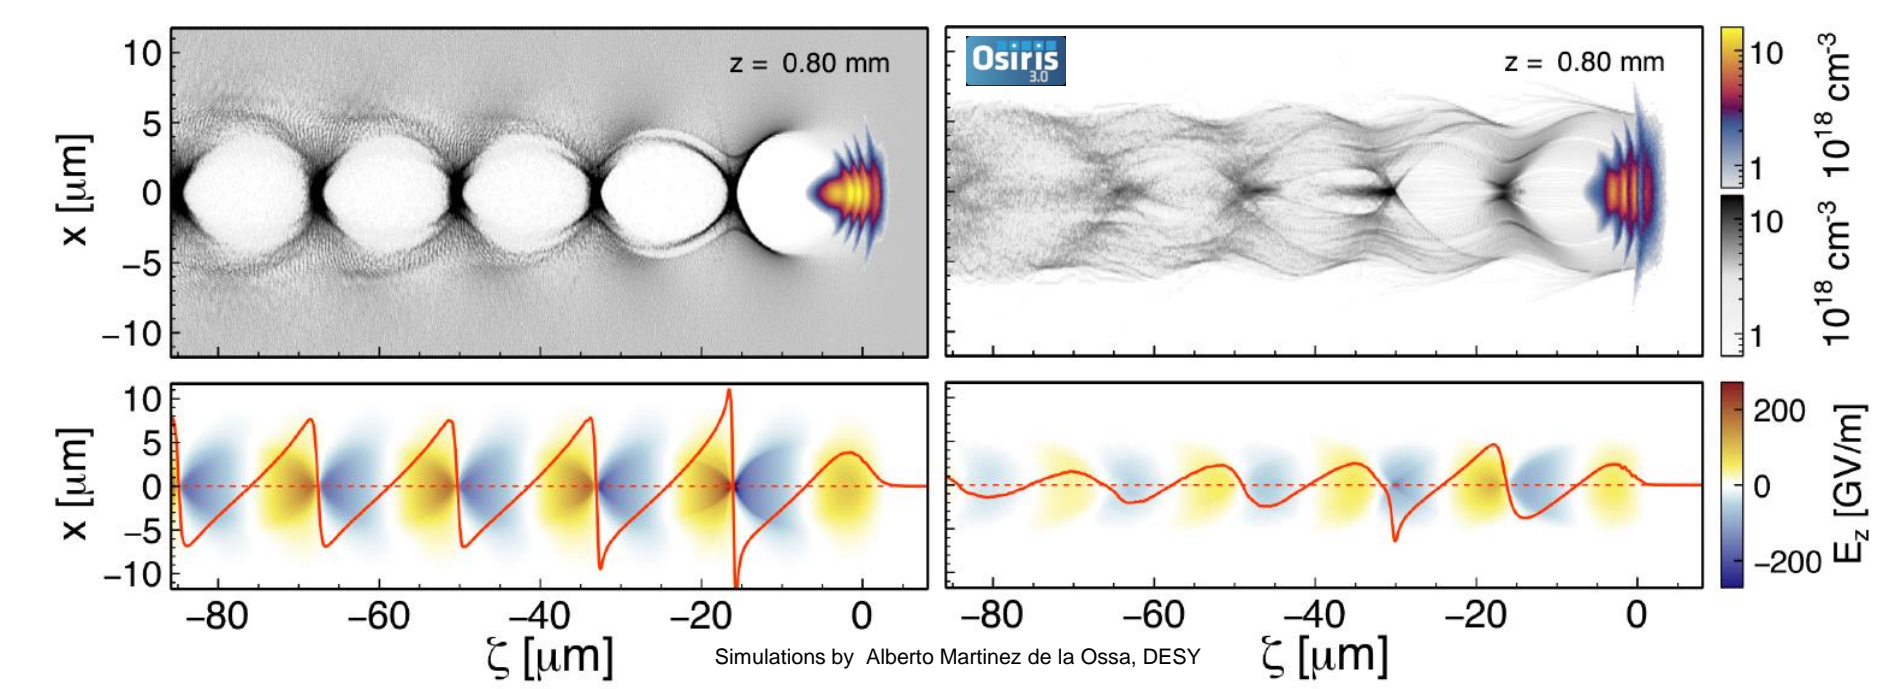 z = 0.80 mm
Osiris
3.0
z = 0.80 mm
10
5
0
−5
−10
x [μm]
10
1
10^18 cm^-3
10
1
10^18 cm^-3
10
5
0
−5
−10
x [μm]
200
0
−200
E_z [GV/m]
−80 −60 −40 −20 0
−80 −60 −40 −20 0
ζ [μm]
Simulations by Alberto Martinez de la Ossa, DESY
ζ [μm]